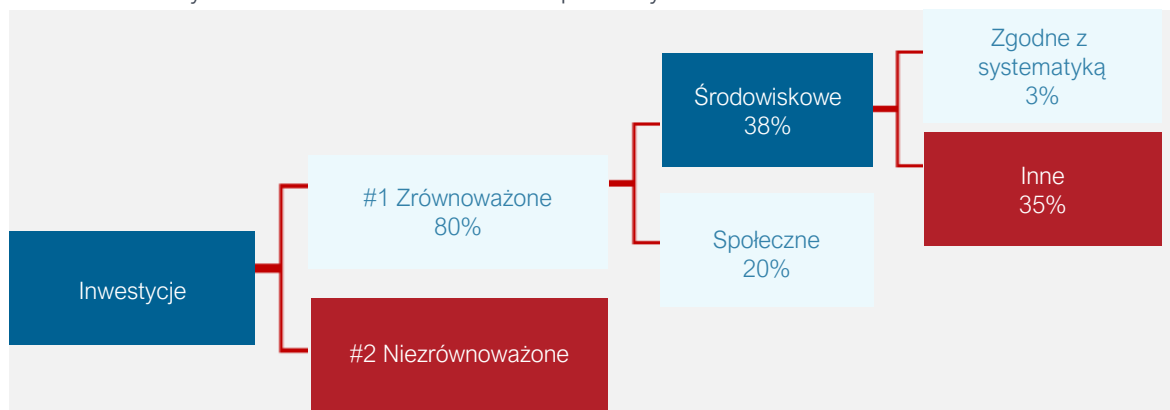 Zgodne z
systematyką
3%
Środowiskowe
38%
Inne
35%
#1 Zrównoważone
80%
Społeczne
20%
Inwestycje
#2 Niezrównoważone